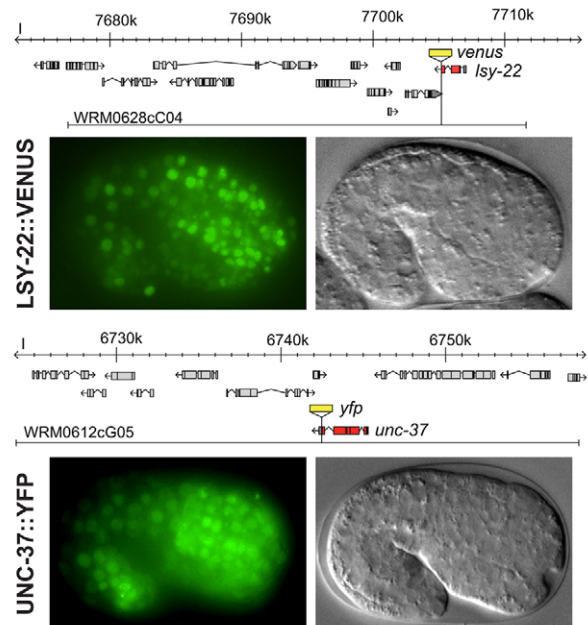 I
7680k 7690k 7700k 7710k
venus
lsy-22
WRM0628cC04
LSY-22::VENUS
I
6730k 6740k 6750k
yfp
unc-37
WRM0612cG05
UNC-37::YFP